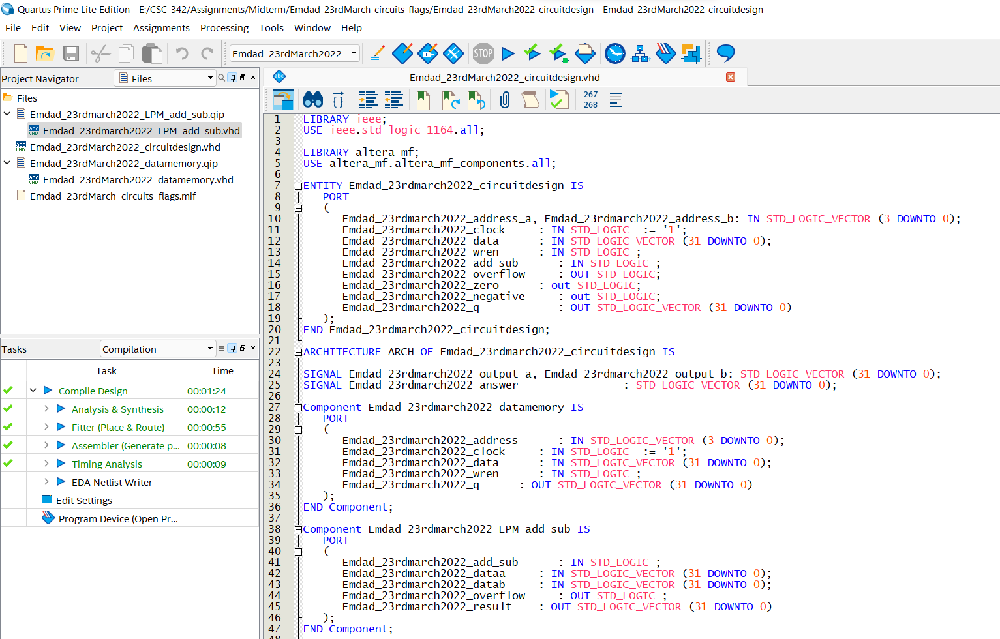 Quartus Prime Lite Edition - E:/CSC_342/Assignments/Midterm/Emdad_23rdMarch_circuits_flags/Emdad_23rdMarch2022_circuitdesign - Emdad_23rdMarch2022_circuitdesign
File Edit View Project Assignments Processing Tools Window Help
Emdad_23rdMarch2022_
STOP
Project Navigator
Files
Files
Emdad_23rdmarch2022_LPM_add_sub.qip
Emdad_23rdmarch2022_LPM_add_sub.vhd
Emdad_23rdMarch2022_circuitdesign.vhd
Emdad_23rdMarch2022_datamemory.qip
Emdad_23rdMarch2022_datamemory.vhd
Emdad_23rdMarch_circuits_flags.mif
Tasks
Compilation
Task Time
Compile Design 00:01:24
Analysis & Synthesis 00:00:12
Fitter (Place & Route) 00:00:55
Assembler (Generate p... 00:00:08
Timing Analysis 00:00:09
EDA Netlist Writer
Edit Settings
Program Device (Open Pr...
Emdad_23rdMarch2022_circuitdesign.vhd
267
268
1 LIBRARY ieee;
2 USE ieee.std_logic_1164.all;
3
4 LIBRARY altera_mf;
5 USE altera_mf.altera_mf_components.all;
6
7 ENTITY Emdad_23rdmarch2022_circuitdesign IS
8 PORT
9 (
10 Emdad_23rdmarch2022_address_a, Emdad_23rdmarch2022_address_b: IN STD_LOGIC_VECTOR (3 DOWNTO 0);
11 Emdad_23rdmarch2022_clock : IN STD_LOGIC := '1';
12 Emdad_23rdmarch2022_data : IN STD_LOGIC_VECTOR (31 DOWNTO 0);
13 Emdad_23rdmarch2022_wren : IN STD_LOGIC ;
14 Emdad_23rdmarch2022_add_sub : IN STD_LOGIC ;
15 Emdad_23rdmarch2022_overflow : OUT STD_LOGIC;
16 Emdad_23rdmarch2022_zero : out STD_LOGIC;
17 Emdad_23rdmarch2022_negative : out STD_LOGIC;
18 Emdad_23rdmarch2022_q : OUT STD_LOGIC_VECTOR (31 DOWNTO 0)
19 );
20 END Emdad_23rdmarch2022_circuitdesign;
21
22 ARCHITECTURE ARCH OF Emdad_23rdmarch2022_circuitdesign IS
23
24 SIGNAL Emdad_23rdmarch2022_output_a, Emdad_23rdmarch2022_output_b: STD_LOGIC_VECTOR (31 DOWNTO 0);
25 SIGNAL Emdad_23rdmarch2022_answer : STD_LOGIC_VECTOR (31 DOWNTO 0);
26
27 Component Emdad_23rdmarch2022_datamemory IS
28 PORT
29 (
30 Emdad_23rdmarch2022_address : IN STD_LOGIC_VECTOR (3 DOWNTO 0);
31 Emdad_23rdmarch2022_clock : IN STD_LOGIC := '1';
32 Emdad_23rdmarch2022_data : IN STD_LOGIC_VECTOR (31 DOWNTO 0);
33 Emdad_23rdmarch2022_wren : IN STD_LOGIC ;
34 Emdad_23rdmarch2022_q : OUT STD_LOGIC_VECTOR (31 DOWNTO 0)
35 );
36 END Component;
37
38 Component Emdad_23rdmarch2022_LPM_add_sub IS
39 PORT
40 (
41 Emdad_23rdmarch2022_add_sub : IN STD_LOGIC ;
42 Emdad_23rdmarch2022_dataa : IN STD_LOGIC_VECTOR (31 DOWNTO 0);
43 Emdad_23rdmarch2022_datab : IN STD_LOGIC_VECTOR (31 DOWNTO 0);
44 Emdad_23rdmarch2022_overflow : OUT STD_LOGIC ;
45 Emdad_23rdmarch2022_result : OUT STD_LOGIC_VECTOR (31 DOWNTO 0)
46 );
47 END Component;